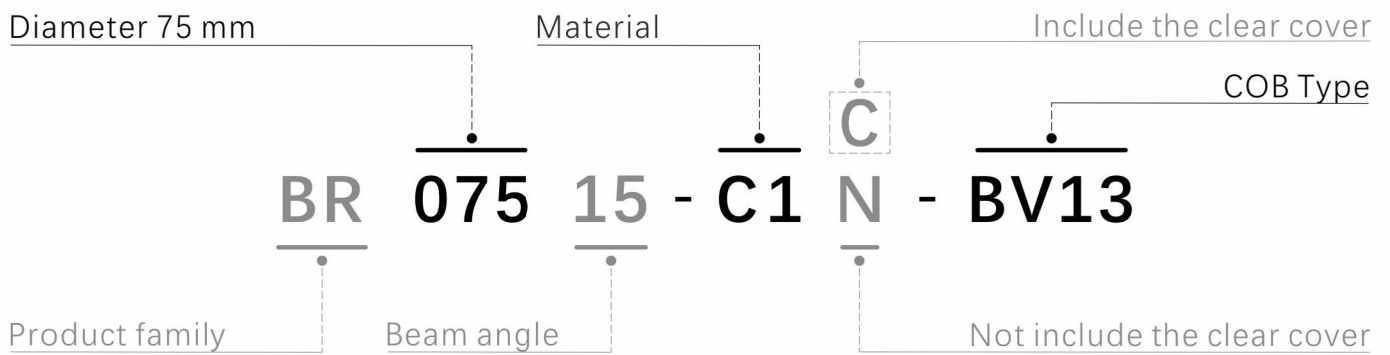 Diameter 75 mm
Material
Include the clear cover
COB Type
C
BR 075 15 - C1 N - BV13
Product family
Beam angle
Not include the clear cover